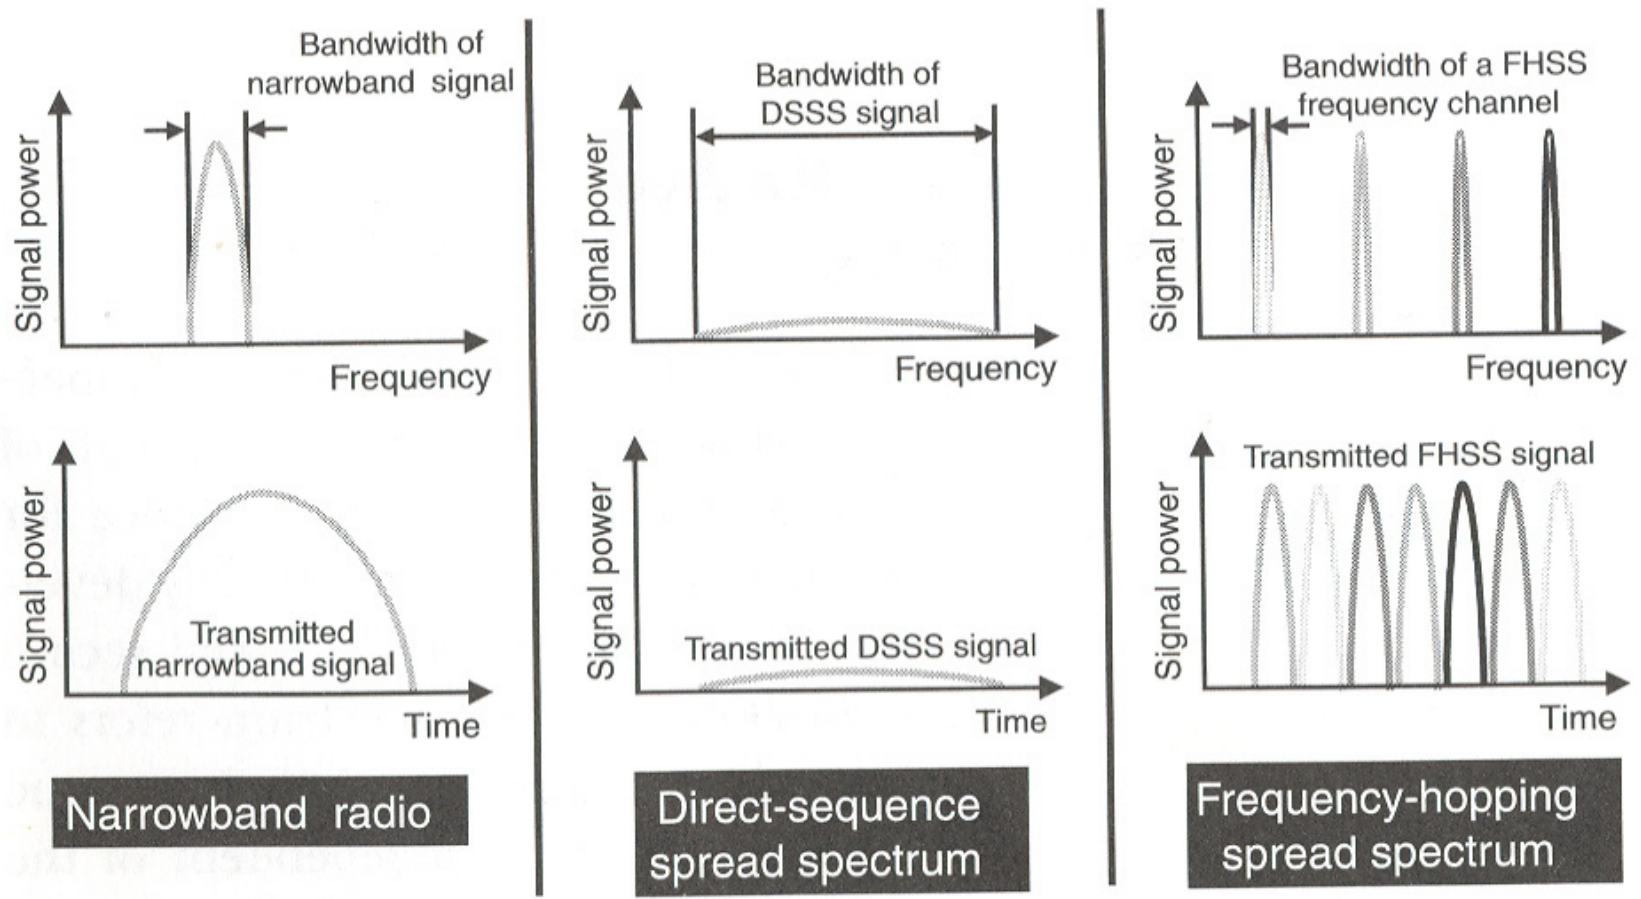 Bandwidth of
narrowband signal
Signal power
Frequency
Signal power
Transmitted
narrowband signal
Time
Narrowband radio
Bandwidth of
DSSS signal
Signal power
Frequency
Signal power
Transmitted DSSS signal
Time
Direct-sequence
spread spectrum
Bandwidth of a FHSS
frequency channel
Signal power
Frequency
Transmitted FHSS signal
Signal power
Time
Frequency-hopping
spread spectrum